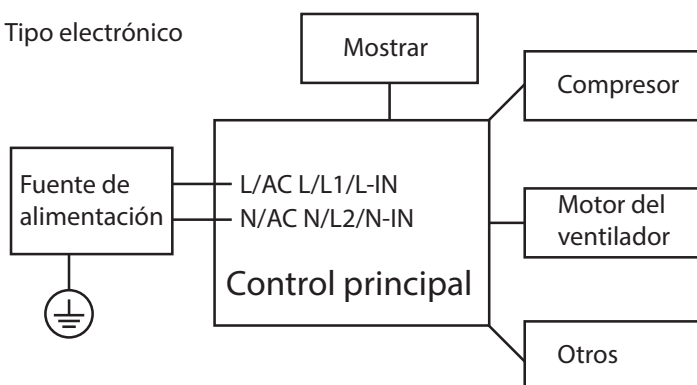 Tipo electrónico
Mostrar
Compresor
Fuente de
alimentación
L/AC L/L1/L-IN
N/AC N/L2/N-IN
Control principal
Motor del
ventilador
Otros